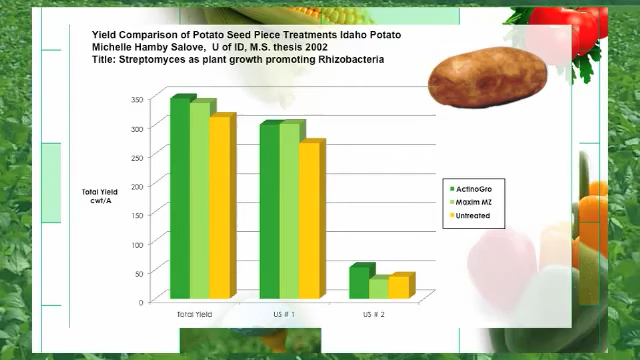 Yield Comparison of Potato Seed Piece Treatments Idaho Potato
Michelle Hamby Salove, U of ID, M.S. thesis 2002
Title: Streptomyces as plant growth promoting Rhizobacteria
350
300
250
200
150
100
50
0
Total Yield
cwt/A
Total Yield
US # 1
US # 2
ActinoGro
Maxim MZ
Untreated